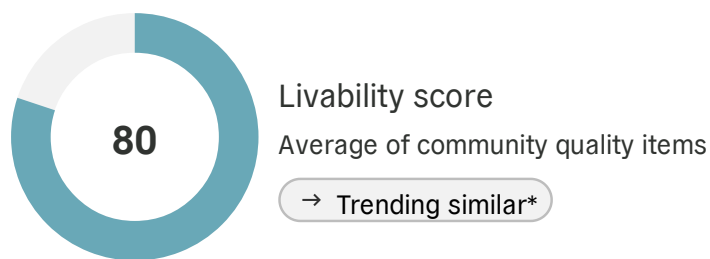 80
Livability score
Average of community quality items
→ Trending similar*